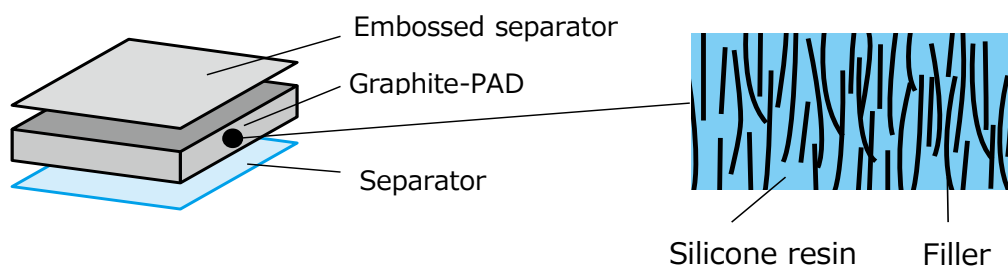 Embossed separator
Graphite-PAD
Separator
Silicone resin
Filler